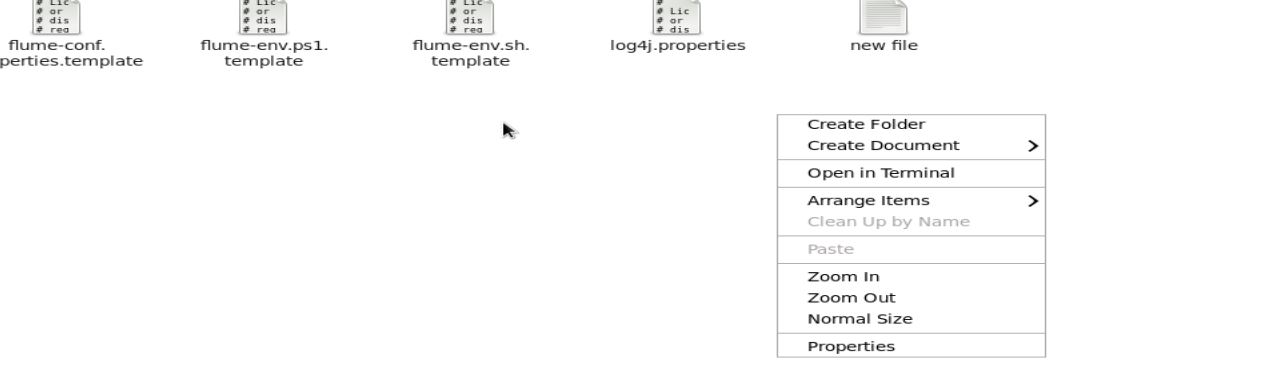 # Lic
# or
# dis
# req
# Lic
# or
# dis
# req
# Lic
# or
# dis
# req
# Lic
# or
# dis
flume-conf.
perties.template
flume-env.ps1.
template
flume-env.sh.
template
log4j.properties
new file
Create Folder
Create Document
Open in Terminal
Arrange Items
Clean Up by Name
Paste
Zoom In
Zoom Out
Normal Size
Properties